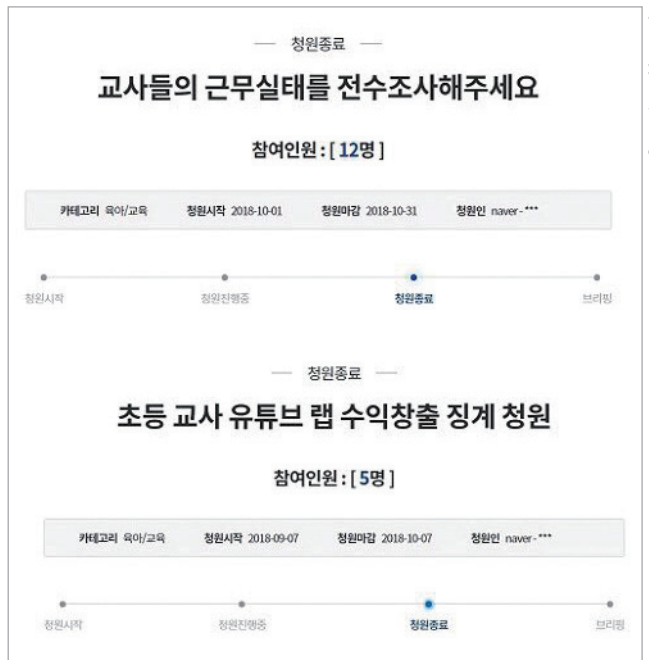 청원종료
교사들의 근무실태를 전수조사해주세요
참여인원 : [ 12명 ]
카테고리 육아/교육 청원시작 2018-10-01 청원마감 2018-10-31 청원인 naver - ***
청원시작 청원진행중 청원종료 브리핑
청원종료
초등 교사 유튜브 랩 수익창출 징계 청원
참여인원 : [ 5명 ]
카테고리 육아/교육 청원시작 2018-09-07 청원마감 2018-10-07 청원인 naver - ***
청원시작 청원진행중 청원종료 브리핑